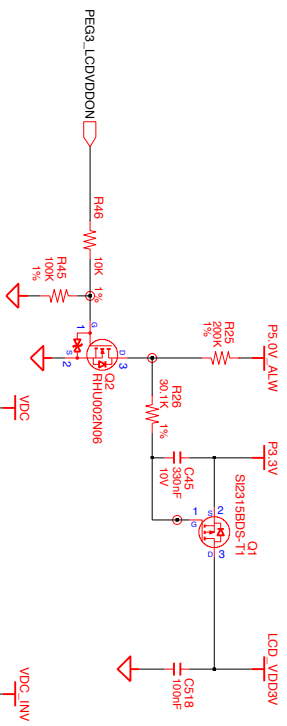 PEG3_LCDVDDON
R46
10K
1%
R45
100K
1%
1
G
D
3
S
2
Q2
RHU002N06
R25
200K
1%
P5.0V_ALW
R26
30.1K
1%
P3.3V
C45
330nF
10V
2
S
1
G
D
3
Q1
SI2315BDS-T1
LCD_VDD3V
C518
100nF
VDC
VDC_INV